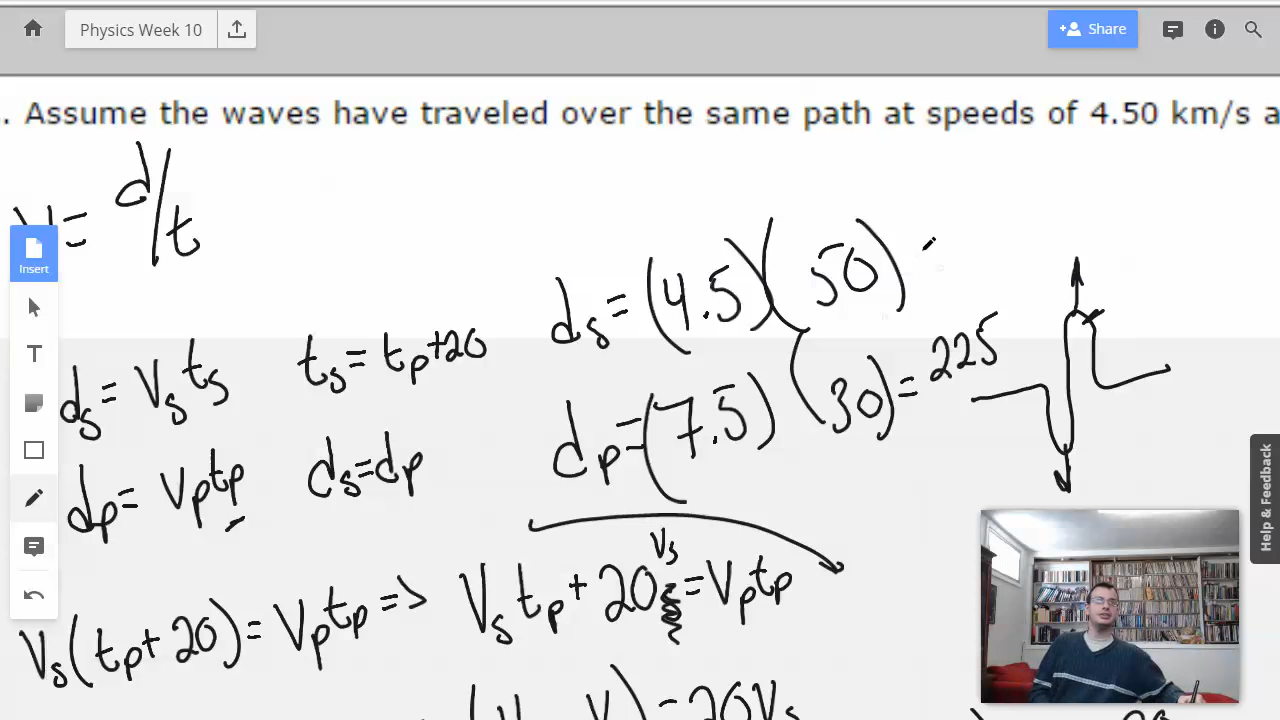 Physics Week 10
Share
. Assume the waves have traveled over the same path at speeds of 4.50 km/s a
V = d/t
Insert
ds = (4.5)(50)
ts = tp+20
ds = Vs ts
dp = (7.5)(30) = 225
ds = dp
dp = Vp tp
Vs(tp+20) = Vp tp => Vs tp + 20 Vs = Vp tp
= 20Vs
Help & Feedback